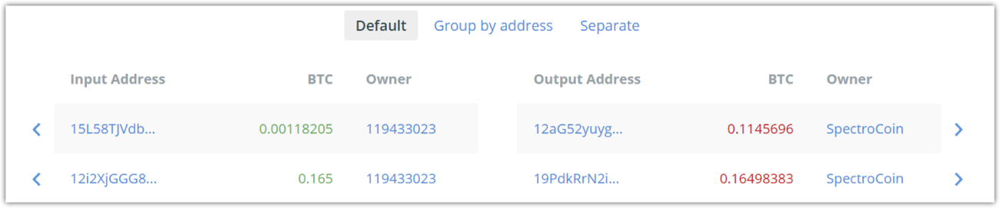 Default Group by address Separate
Input Address BTC Owner Output Address BTC Owner
15L58TJVdb... 0.00118205 119433023 12aG52yuyg... 0.1145696 SpectroCoin
12i2XjGGG8... 0.165 119433023 19PdkRrN2i... 0.16498383 SpectroCoin